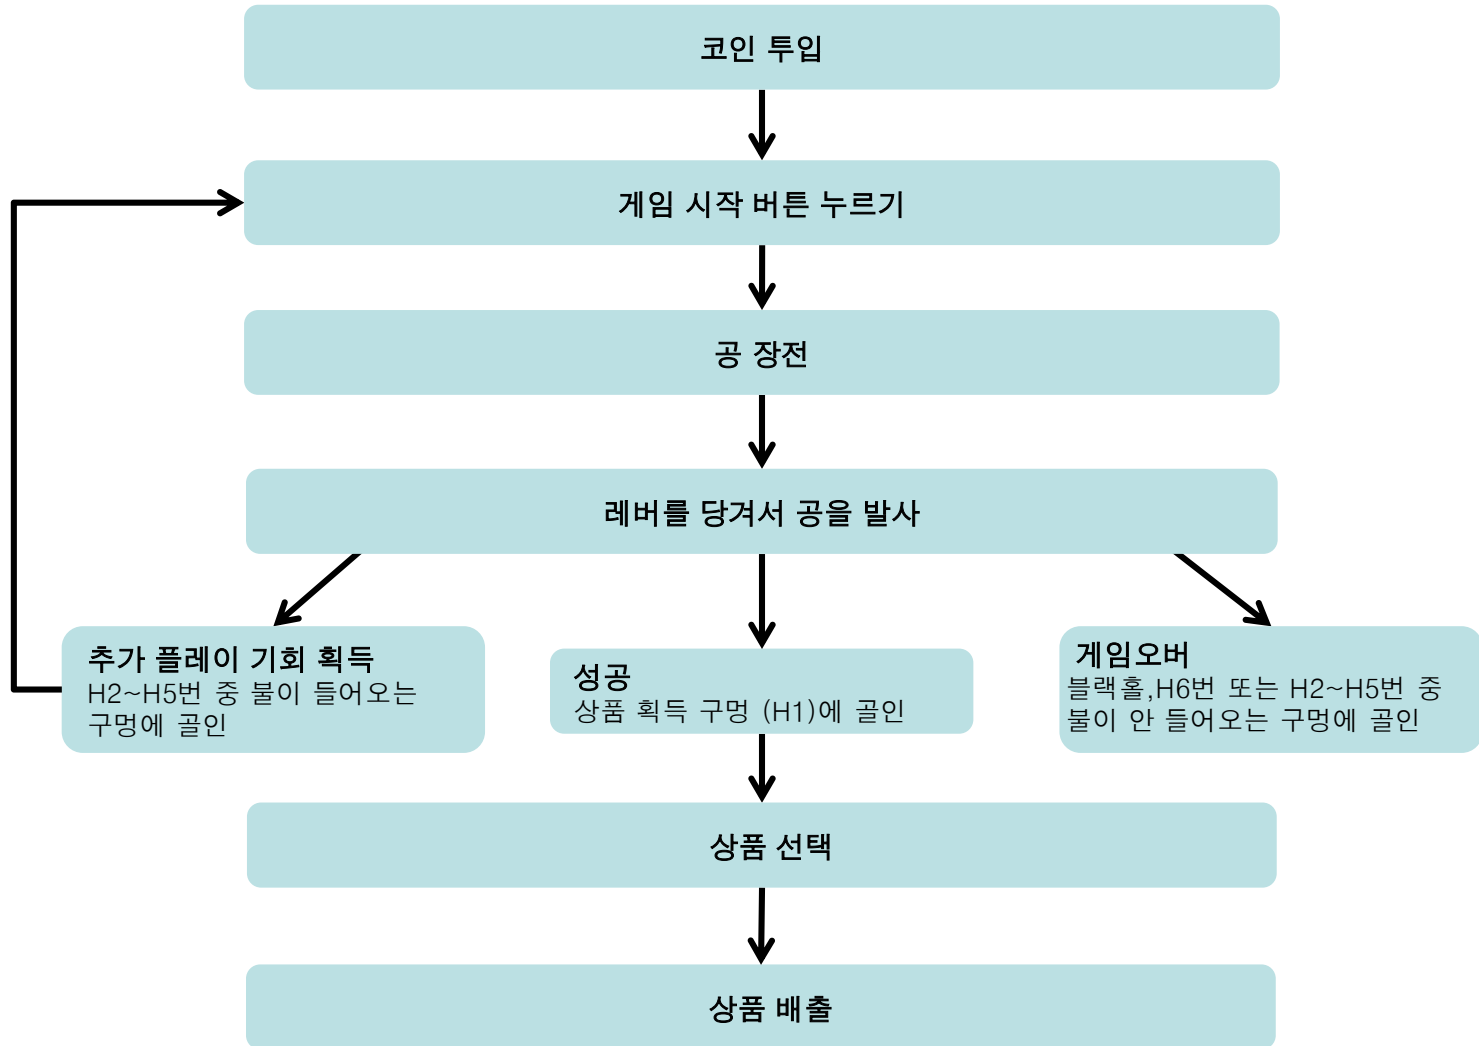 코인 투입
게임 시작 버튼 누르기
공 장전
레버를 당겨서 공을 발사
추가 플레이 기회 획득
H2~H5번 중 불이 들어오는
구멍에 골인
성공
상품 획득 구멍 (H1)에 골인
게임오버
블랙홀,H6번 또는 H2~H5번 중
불이 안 들어오는 구멍에 골인
상품 선택
상품 배출